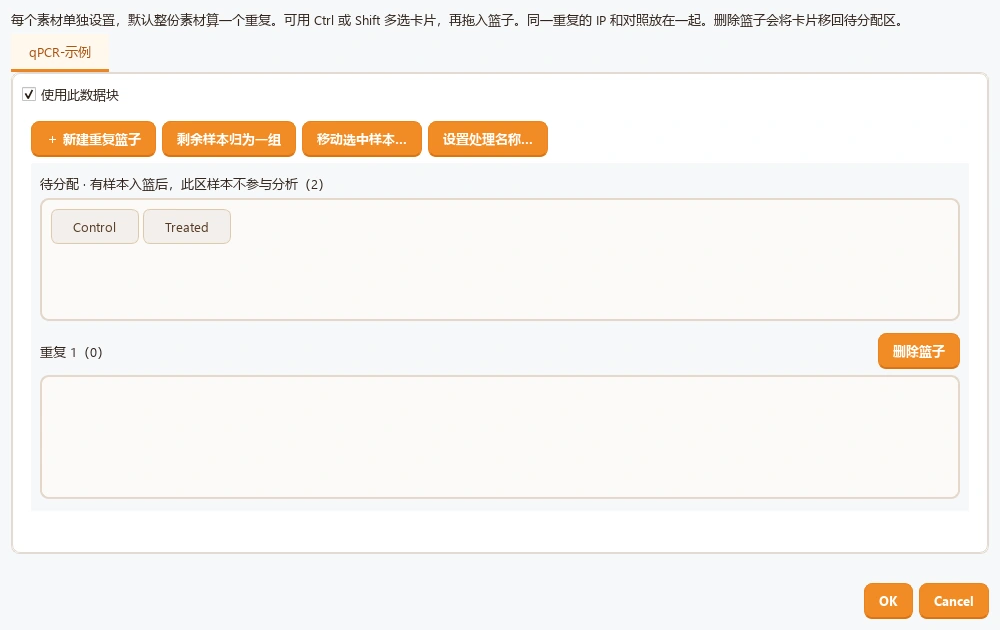 每个素材单独设置，默认整份素材算一个重复。可用 Ctrl 或 Shift 多选卡片，再拖入篮子。同一重复的 IP 和对照放在一起。删除篮子会将卡片移回待分配区。
qPCR-示例
使用此数据块
+ 新建重复篮子 剩余样本归为一组 移动选中样本... 设置处理名称...
待分配 · 有样本入篮后，此区样本不参与分析（2）
Control Treated
重复 1（0） 删除篮子
OK Cancel